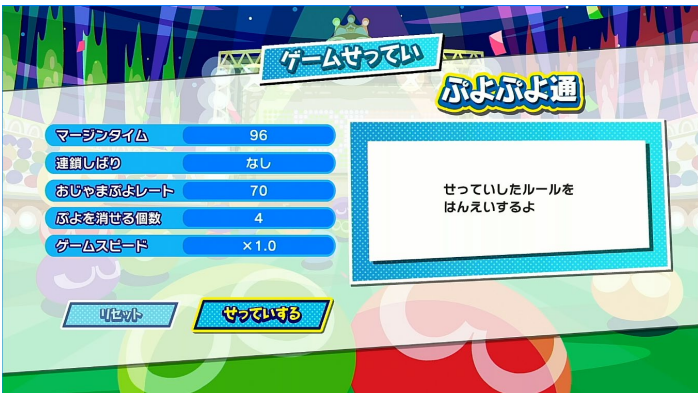 ゲームせってい
ぷよぷよ通
マージンタイム 96
連鎖しばり なし
おじゃまぷよレート 70
ぷよを消せる個数 4
ゲームスピード ×1.0
せっていしたルールを
はんえいするよ
リセット
せっていする